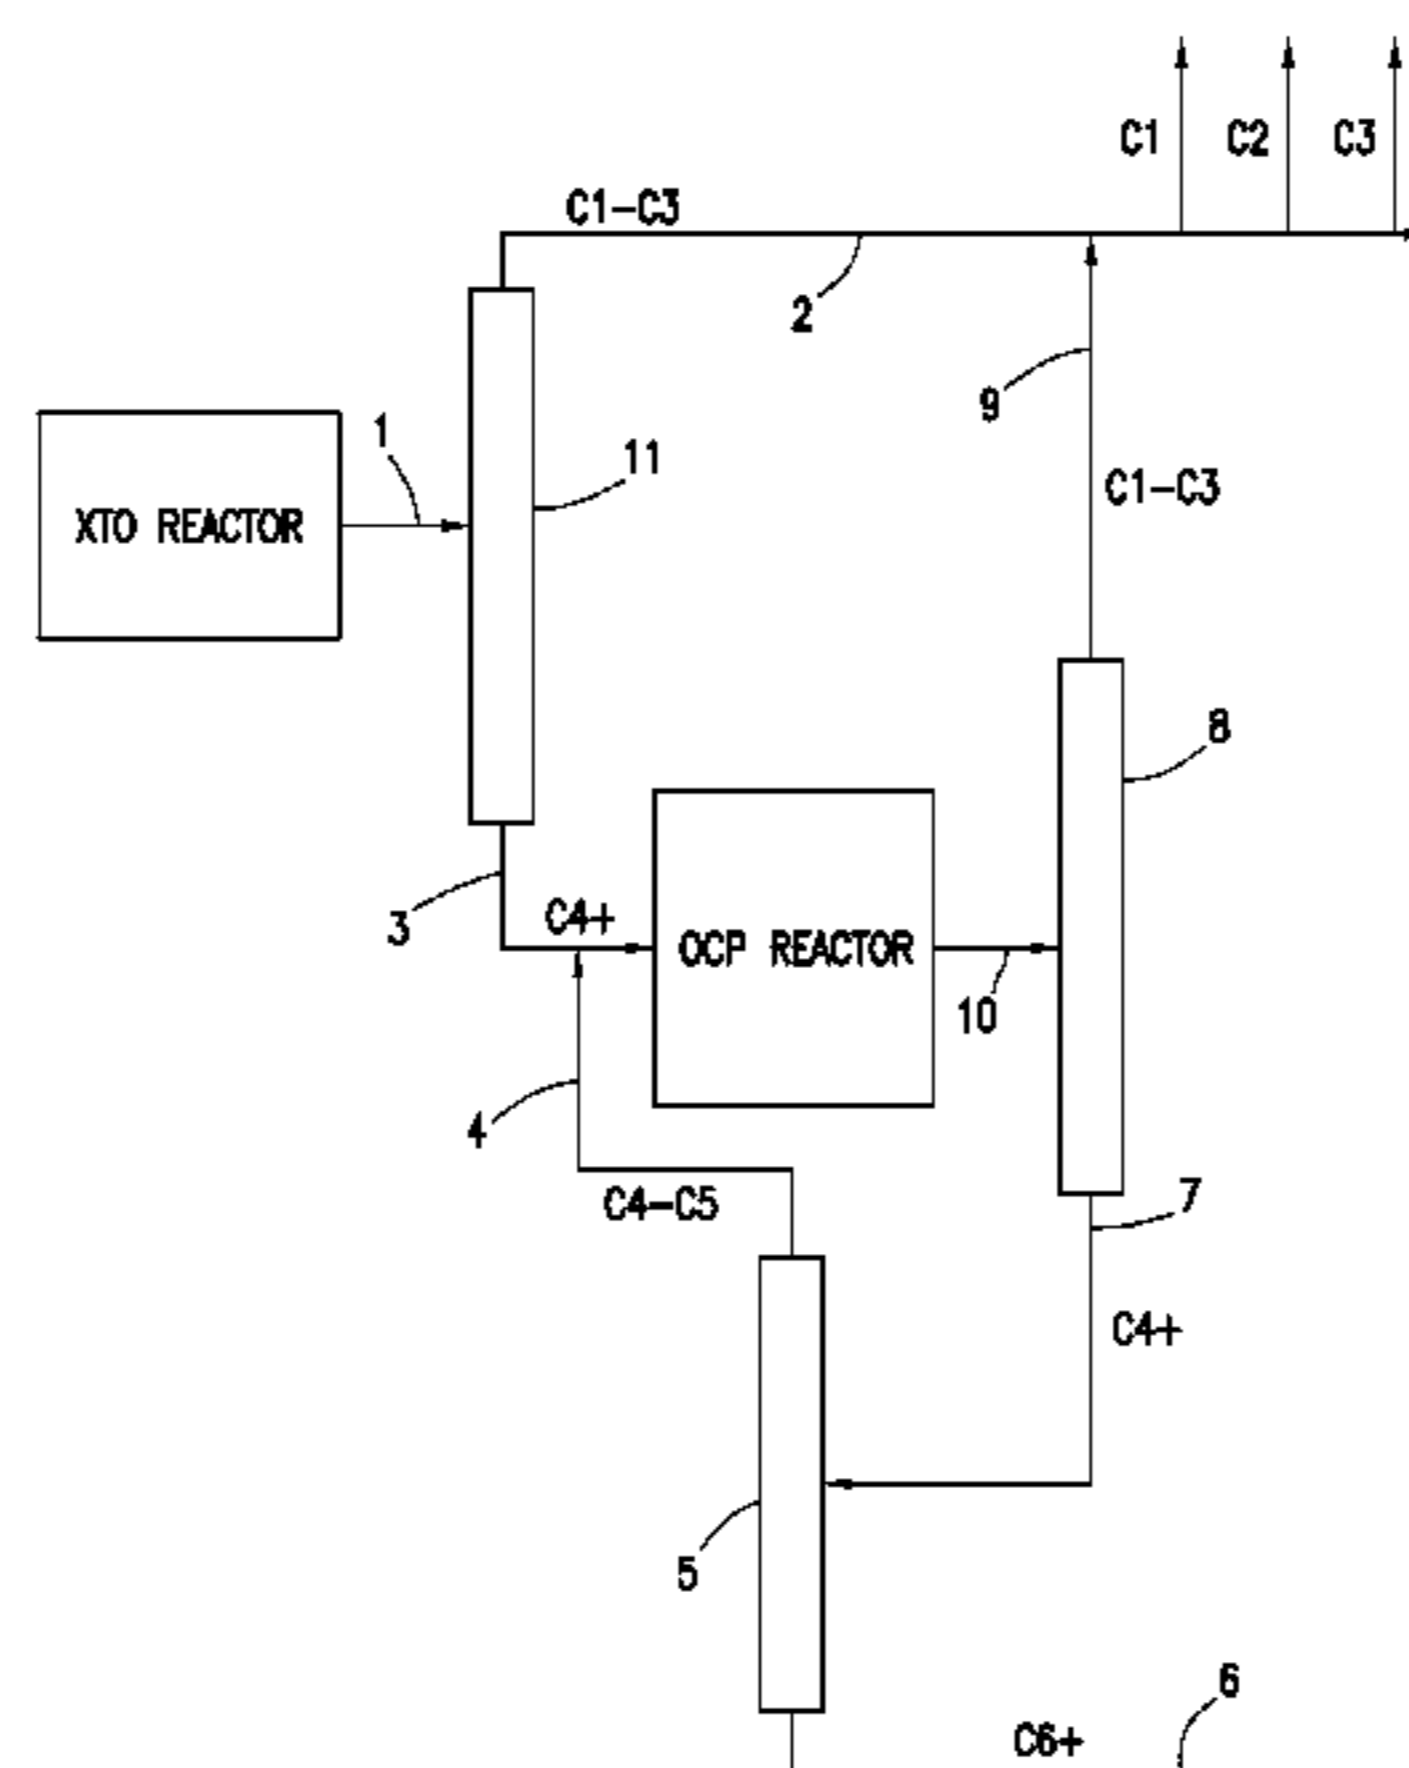 C1 C2 C3
C1-C3
2
9
1
11
XTO REACTOR
C1-C3
8
3
C4+
OCP REACTOR
10
4
C4-C5
7
C4+
5
6
C6+